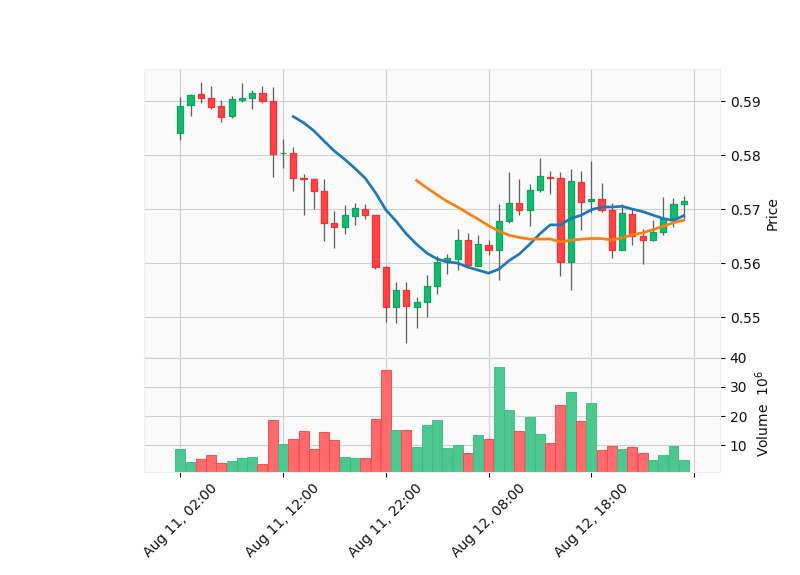 0.59
0.58
0.57
0.56
0.55
Price
40
30
20
10
Volume 10^6
Aug 11, 02:00
Aug 11, 12:00
Aug 11, 22:00
Aug 12, 08:00
Aug 12, 18:00